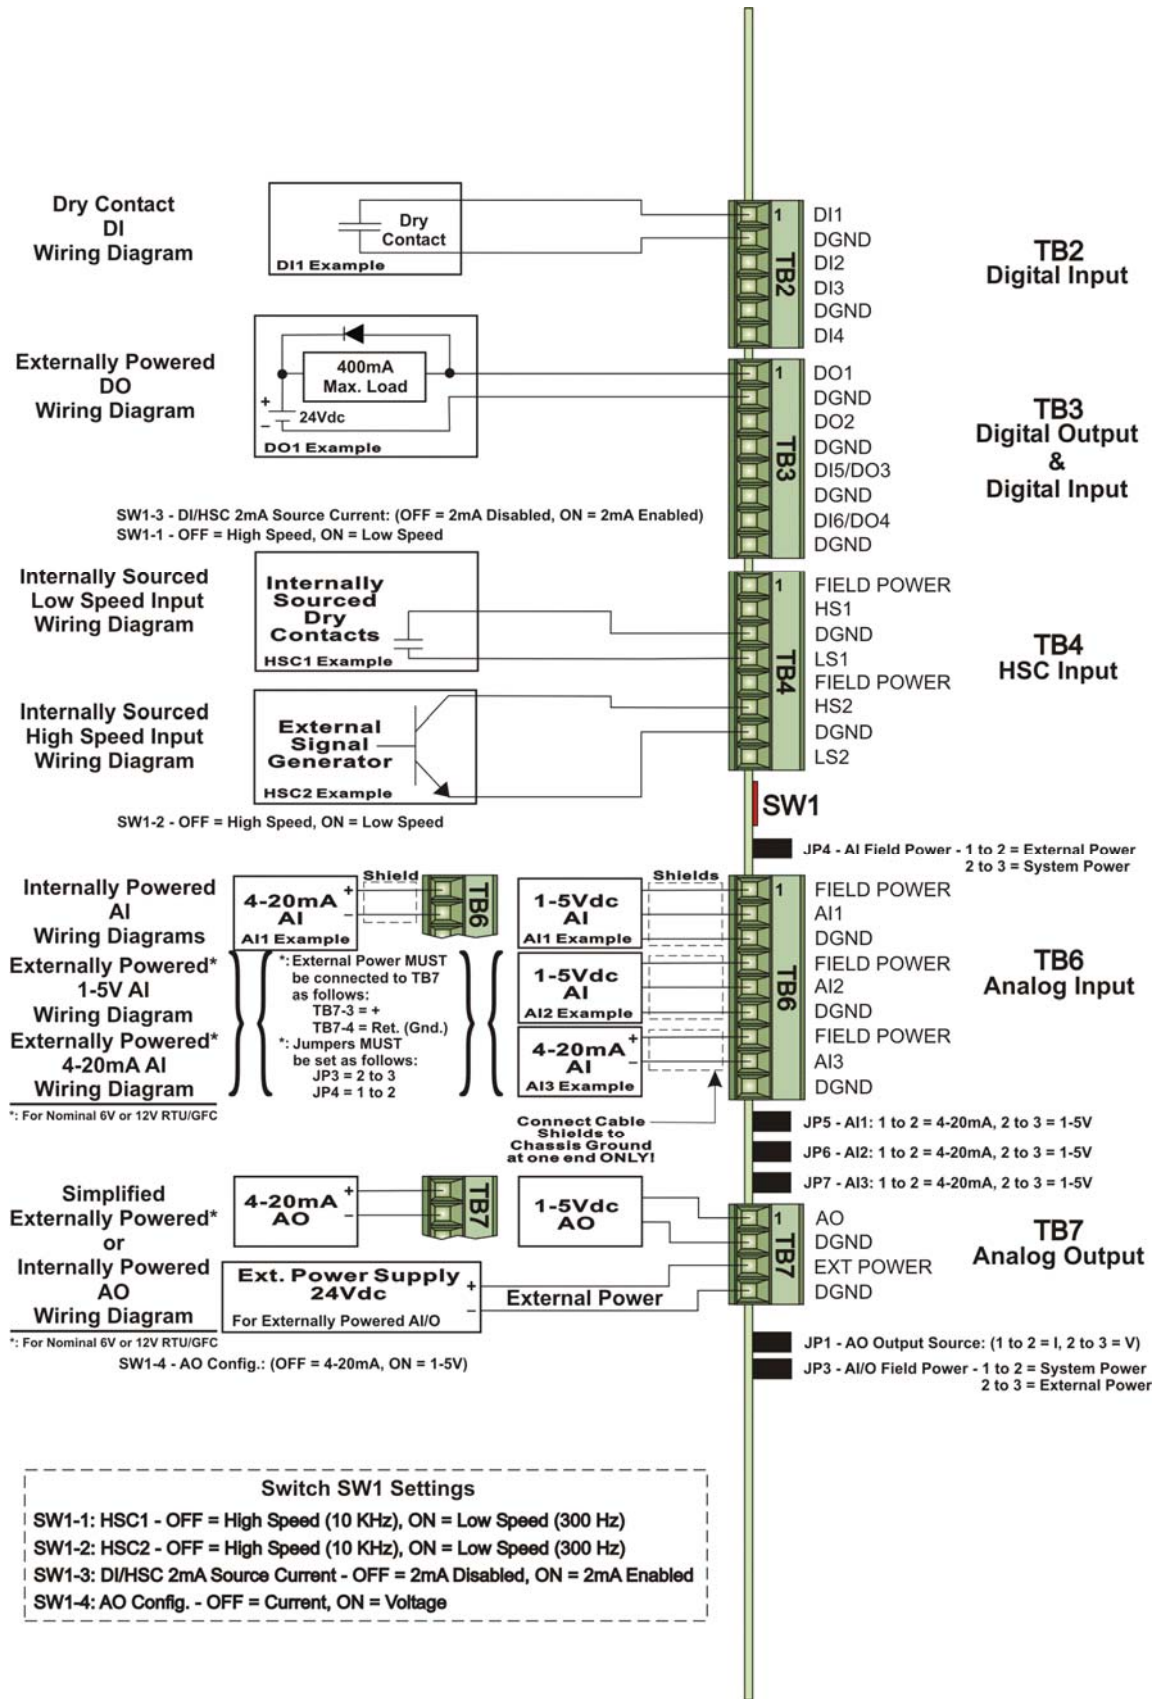 Dry Contact
DI
Wiring Diagram
Dry
Contact
DI1 Example
1
TB2
DI1
DGND
DI2
DI3
DGND
DI4
TB2
Digital Input
Externally Powered
DO
Wiring Diagram
400mA
Max. Load
+
–
24Vdc
DO1 Example
1
TB3
DO1
DGND
DO2
DGND
DI5/DO3
DGND
DI6/DO4
DGND
TB3
Digital Output
&
Digital Input
SW1-3 - DI/HSC 2mA Source Current: (OFF = 2mA Disabled, ON = 2mA Enabled)
SW1-1 - OFF = High Speed, ON = Low Speed
Internally Sourced
Low Speed Input
Wiring Diagram
Internally
Sourced
Dry
Contacts
HSC1 Example
1
TB4
FIELD POWER
HS1
DGND
LS1
FIELD POWER
HS2
DGND
LS2
TB4
HSC Input
Internally Sourced
High Speed Input
Wiring Diagram
External
Signal
Generator
HSC2 Example
SW1-2 - OFF = High Speed, ON = Low Speed
SW1
JP4 - AI Field Power - 1 to 2 = External Power
2 to 3 = System Power
Internally Powered
AI
Wiring Diagrams
4-20mA
AI
+
–
AI1 Example
Shield
TB6
1-5Vdc
AI
AI1 Example
Shields
1
TB6
FIELD POWER
AI1
DGND
FIELD POWER
AI2
DGND
FIELD POWER
AI3
DGND
TB6
Analog Input
Externally Powered*
1-5V AI
Wiring Diagram
Externally Powered*
4-20mA AI
Wiring Diagram
*: For Nominal 6V or 12V RTU/GFC
*: External Power MUST
be connected to TB7
as follows:
TB7-3 = +
TB7-4 = Ret. (Gnd.)
*: Jumpers MUST
be set as follows:
JP3 = 2 to 3
JP4 = 1 to 2
1-5Vdc
AI
AI2 Example
4-20mA
AI
+
–
AI3 Example
Connect Cable
Shields to
Chassis Ground
at one end ONLY!
JP5 - AI1: 1 to 2 = 4-20mA, 2 to 3 = 1-5V
JP6 - AI2: 1 to 2 = 4-20mA, 2 to 3 = 1-5V
JP7 - AI3: 1 to 2 = 4-20mA, 2 to 3 = 1-5V
Simplified
Externally Powered*
or
Internally Powered
AO
Wiring Diagram
*: For Nominal 6V or 12V RTU/GFC
4-20mA
AO
+
–
TB7
1-5Vdc
AO
1
TB7
AO
DGND
EXT POWER
DGND
TB7
Analog Output
Ext. Power Supply
24Vdc
+
–
For Externally Powered AI/O
External Power
SW1-4 - AO Config.: (OFF = 4-20mA, ON = 1-5V)
JP1 - AO Output Source: (1 to 2 = I, 2 to 3 = V)
JP3 - AI/O Field Power - 1 to 2 = System Power
2 to 3 = External Power
Switch SW1 Settings
SW1-1: HSC1 - OFF = High Speed (10 KHz), ON = Low Speed (300 Hz)
SW1-2: HSC2 - OFF = High Speed (10 KHz), ON = Low Speed (300 Hz)
SW1-3: DI/HSC 2mA Source Current - OFF = 2mA Disabled, ON = 2mA Enabled
SW1-4: AO Config. - OFF = Current, ON = Voltage